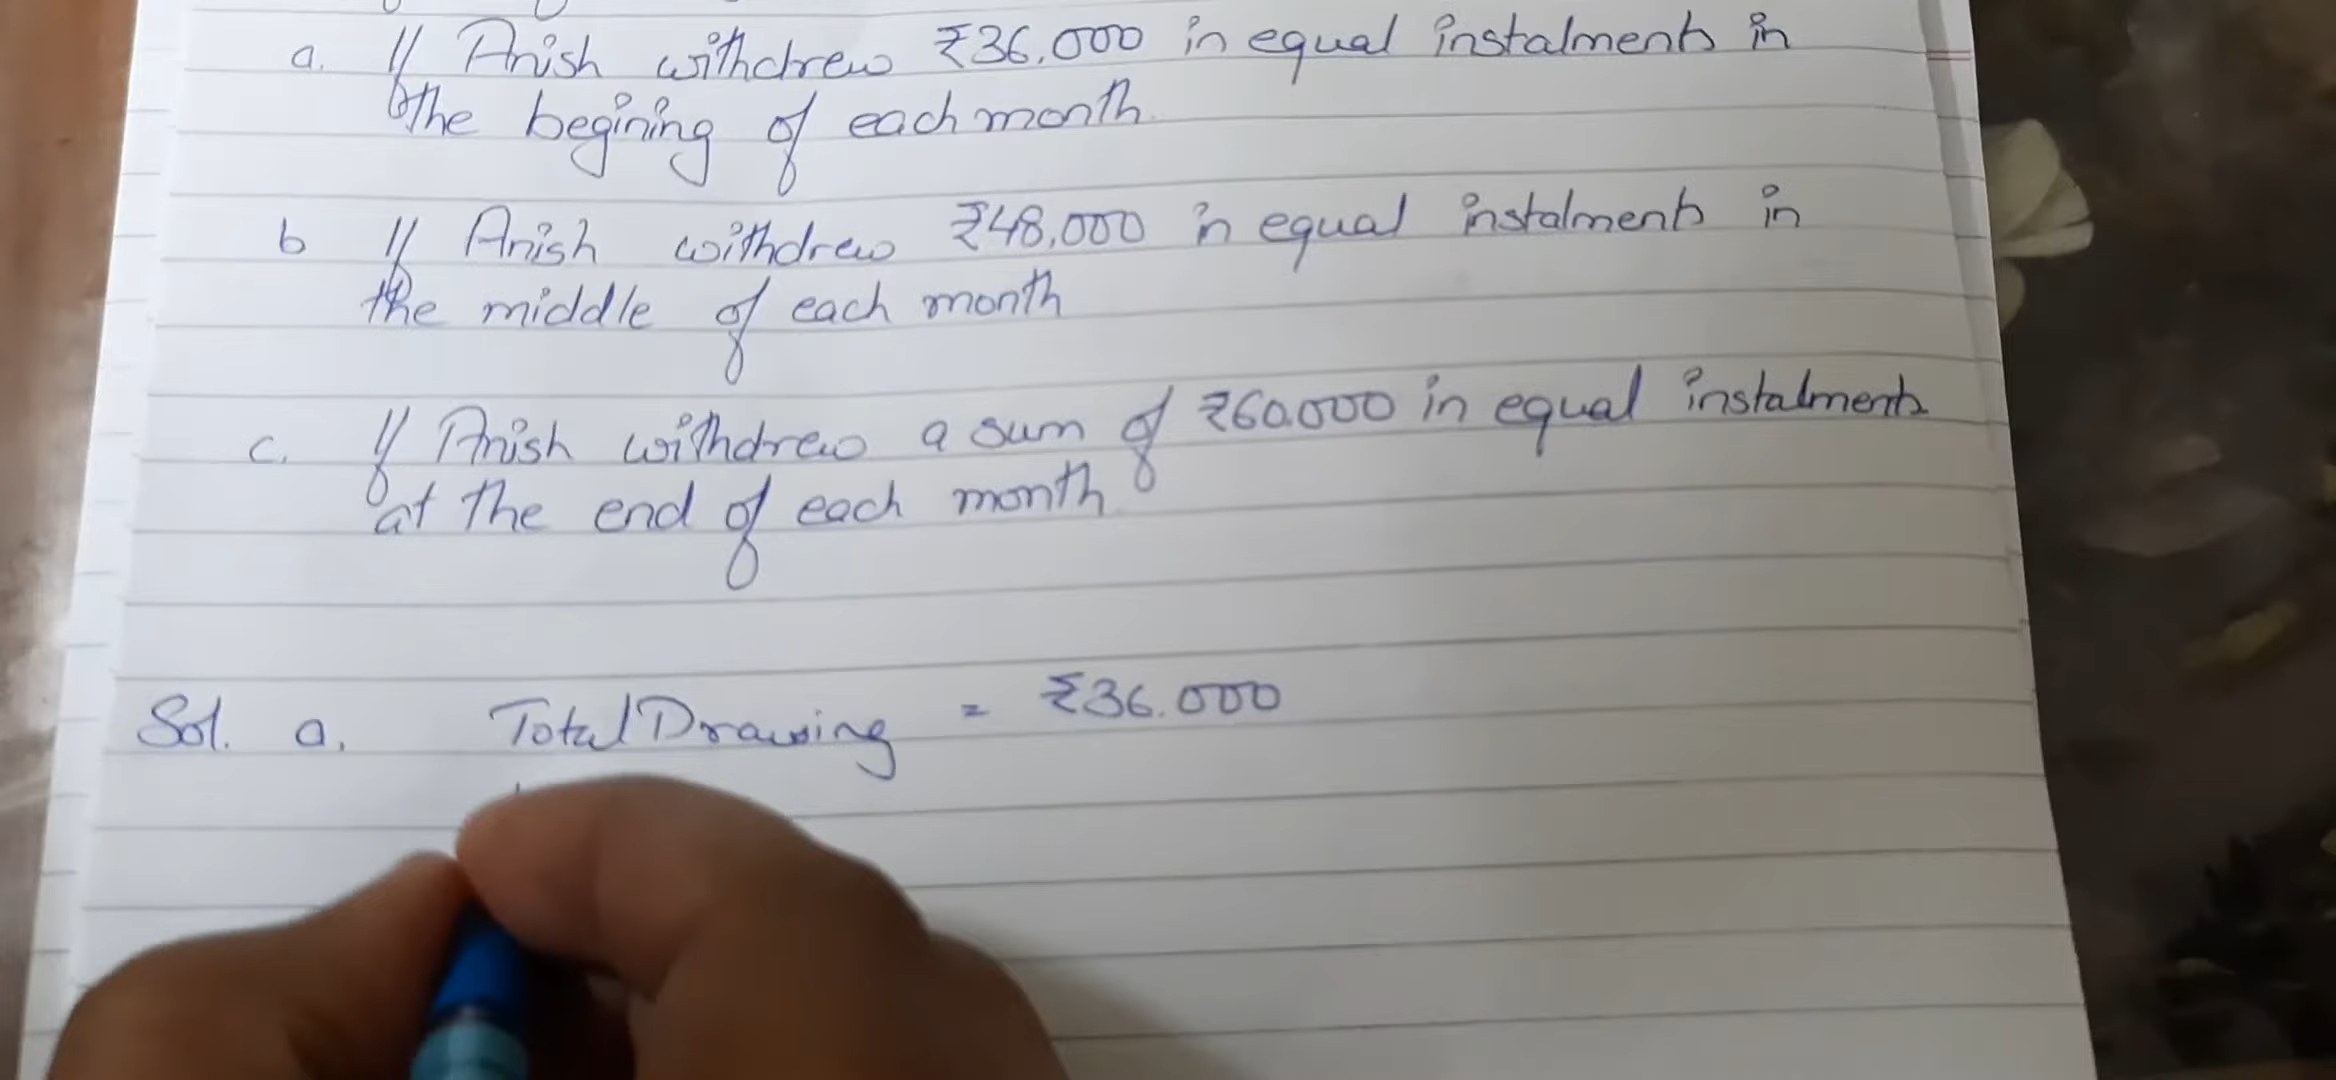 a. If Anish withdrew ₹36,000 in equal instalments in
the begining of each month.
b If Anish withdrew ₹48,000 in equal instalments in
the middle of each month
c. If Anish withdrew a sum of ₹60,000 in equal instalments
at the end of each month
Sol. a. Total Drawing = ₹36.000